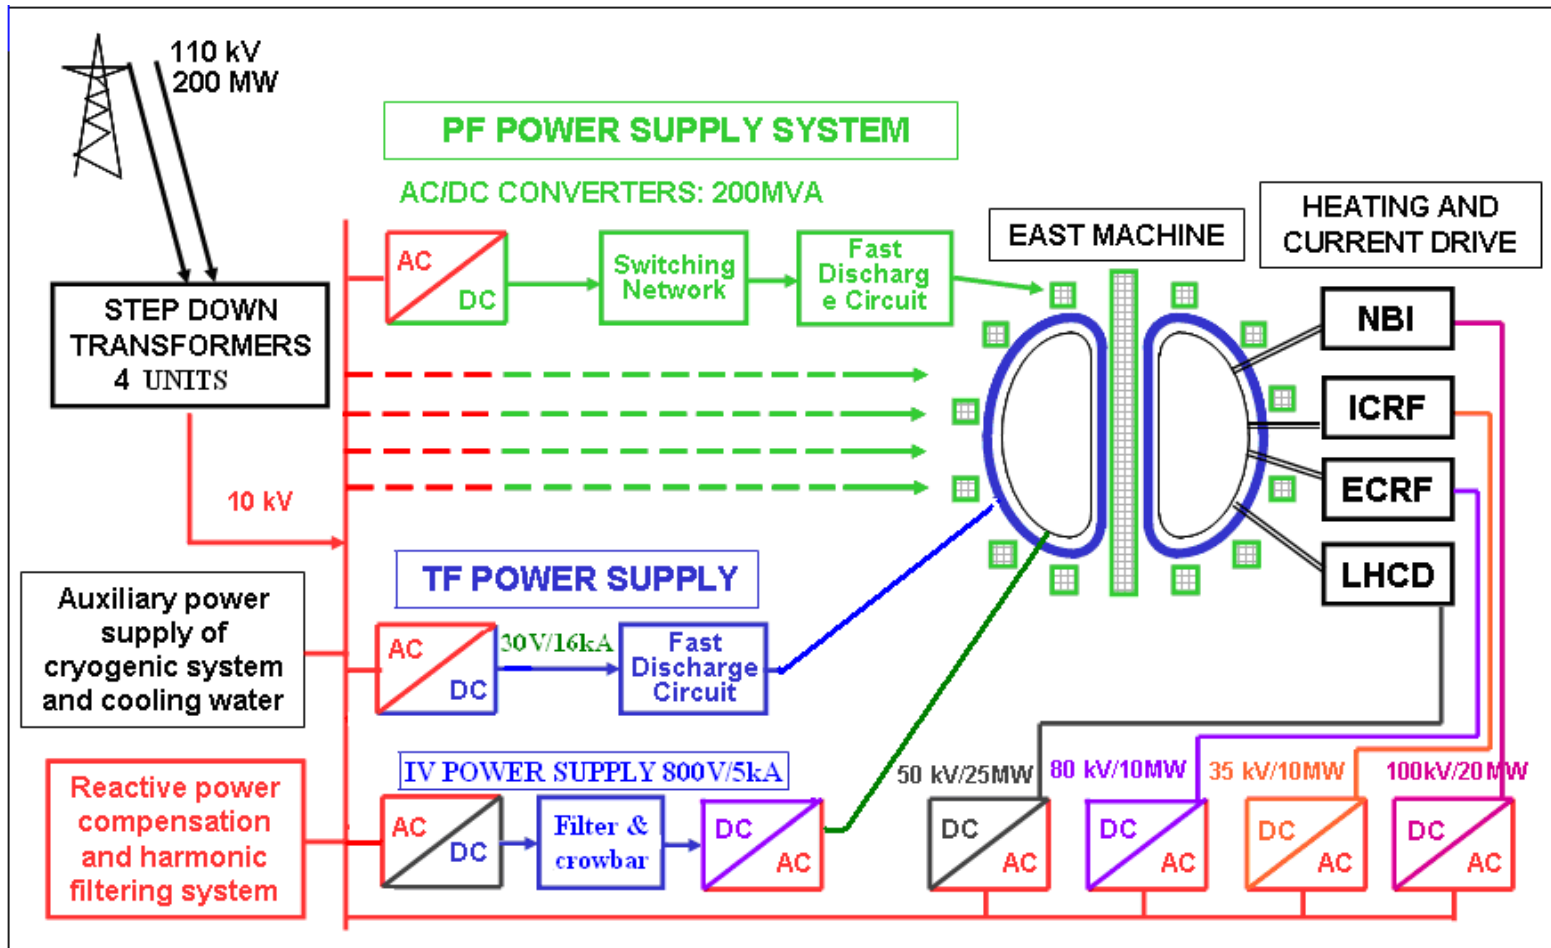 110 kV
200 MW
PF POWER SUPPLY SYSTEM
AC/DC CONVERTERS: 200MVA
HEATING AND
CURRENT DRIVE
EAST MACHINE
AC
DC
Switching
Network
Fast
Discharg
e Circuit
STEP DOWN
TRANSFORMERS
4 UNITS
NBI
ICRF
ECRF
LHCD
10 kV
TF POWER SUPPLY
Auxiliary power
supply of
cryogenic system
and cooling water
AC
DC
30V/16kA
Fast
Discharge
Circuit
IV POWER SUPPLY 800V/5kA
Reactive power
compensation
and harmonic
filtering system
AC
DC
Filter &
crowbar
DC
AC
50 kV/25MW
80 kV/10MW
35 kV/10MW
100kV/20MW
DC
AC
DC
AC
DC
AC
DC
AC